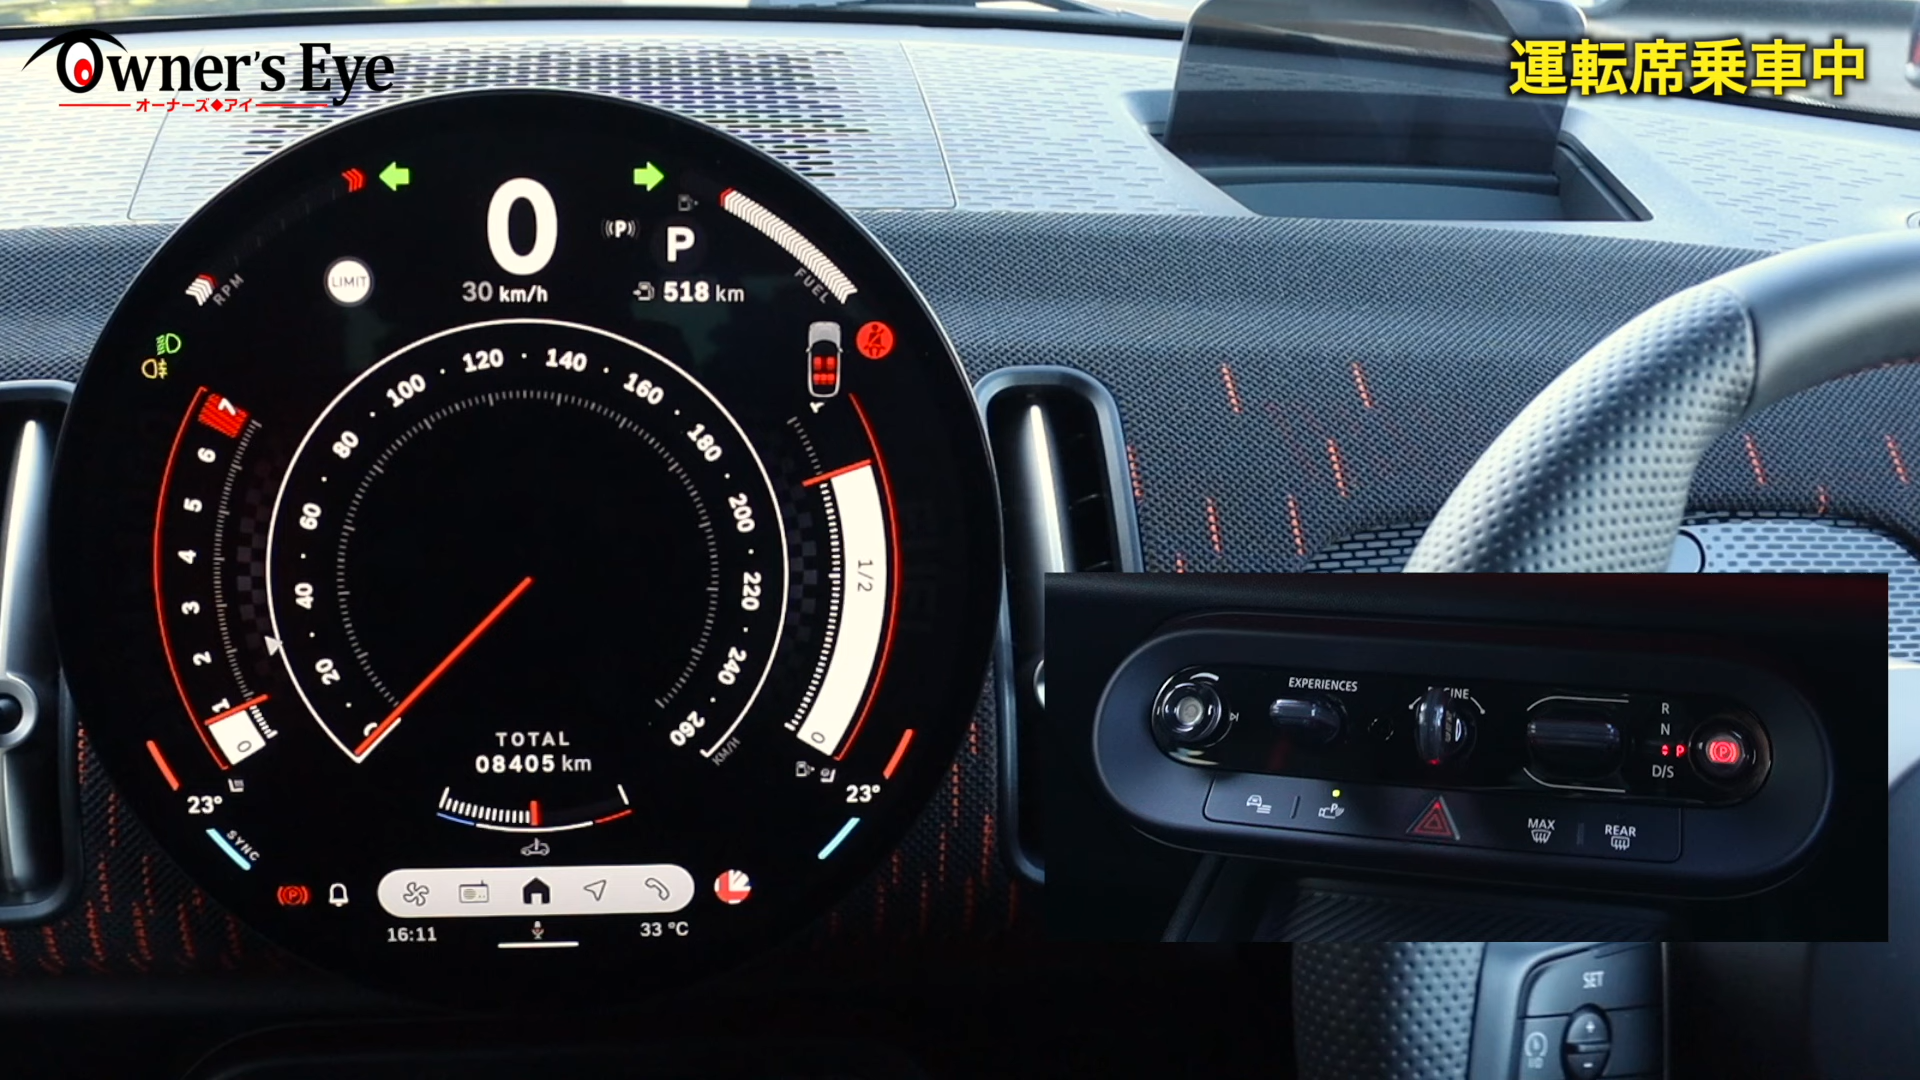 Owner's Eye
オーナーズ◆アイ
運転席乗車中
0
30 km/h
(P)
P
518 km
RPM
FUEL
LIMIT
7
6
5
4
3
2
1
0
0
20
40
60
80
100
120
140
160
180
200
220
240
260
KM/H
1
1/2
0
TOTAL
08405 km
23°
23°
SYNC
16:11
33 °C
EXPERIENCES
R
N
P
D/S
MAX
REAR
SET
+
-